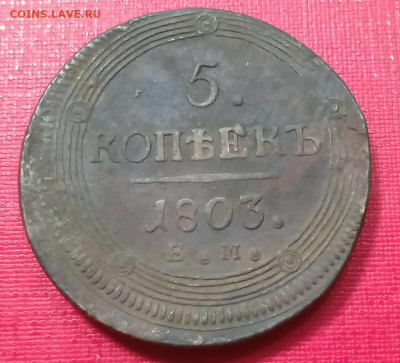 COINS.LAVE.RU
5.
КОПѢЕКЪ
1803.
Е. М.